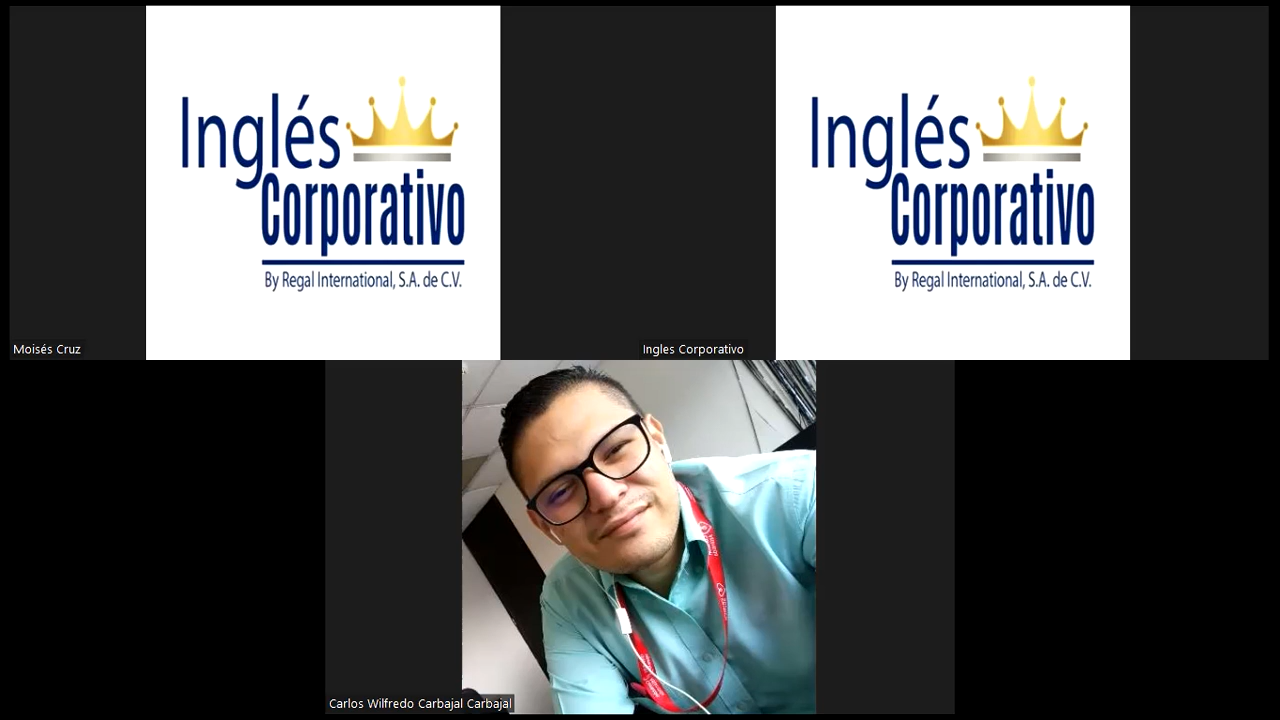 Inglés
Corporativo
By Regal International, S.A. de C.V.
Moisés Cruz
Inglés
Corporativo
By Regal International, S.A. de C.V.
Ingles Corporativo
Carlos Wilfredo Carbajal Carbajal